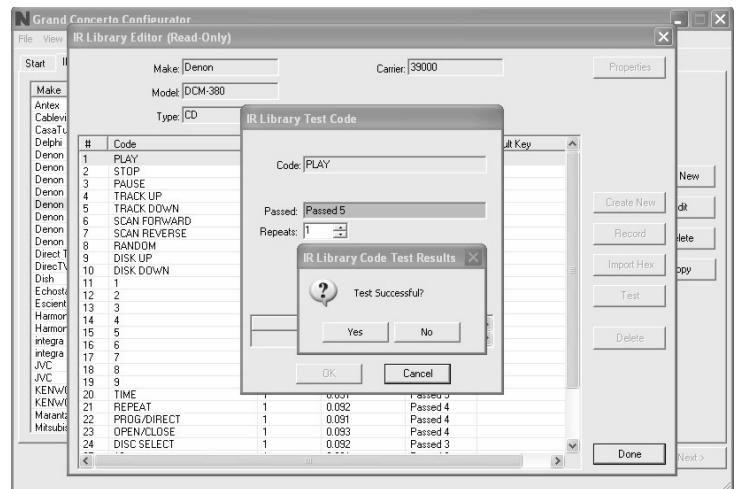 Grand Concerto Configurator
File View
IR Library Editor (Read-Only)
Start
Make: Denon
Carrier: 39000
Properties
Model: DCM-380
Type: CD
Make
Antex
Delphi
Denon
Denon
Denon
Denon
Denon
Denon
Denon
Denon
Dish
integra
integra
JVC
JVC
# Code
1 PLAY
2 STOP
3 PAUSE
4 TRACK UP
5 TRACK DOWN
6 SCAN FORWARD
7 SCAN REVERSE
8 RANDOM
9 DISK UP
10 DISK DOWN
11 1
12 2
13 3
14 4
15 5
16 6
17 7
18 8
19 9
20 TIME 1
21 REPEAT 1 0.092 Passed 4
22 PROG/DIRECT 1 0.091 Passed 4
23 OPEN/CLOSE 1 0.093 Passed 4
24 DISC SELECT 1 0.092 Passed 3
Key
IR Library Test Code
Code: PLAY
Passed: Passed 5
Repeats: 1
IR Library Code Test Results
Test Successful?
Yes
No
OK
Cancel
New
Create New
Record
Import Hex
Test
Delete
Done
Next >